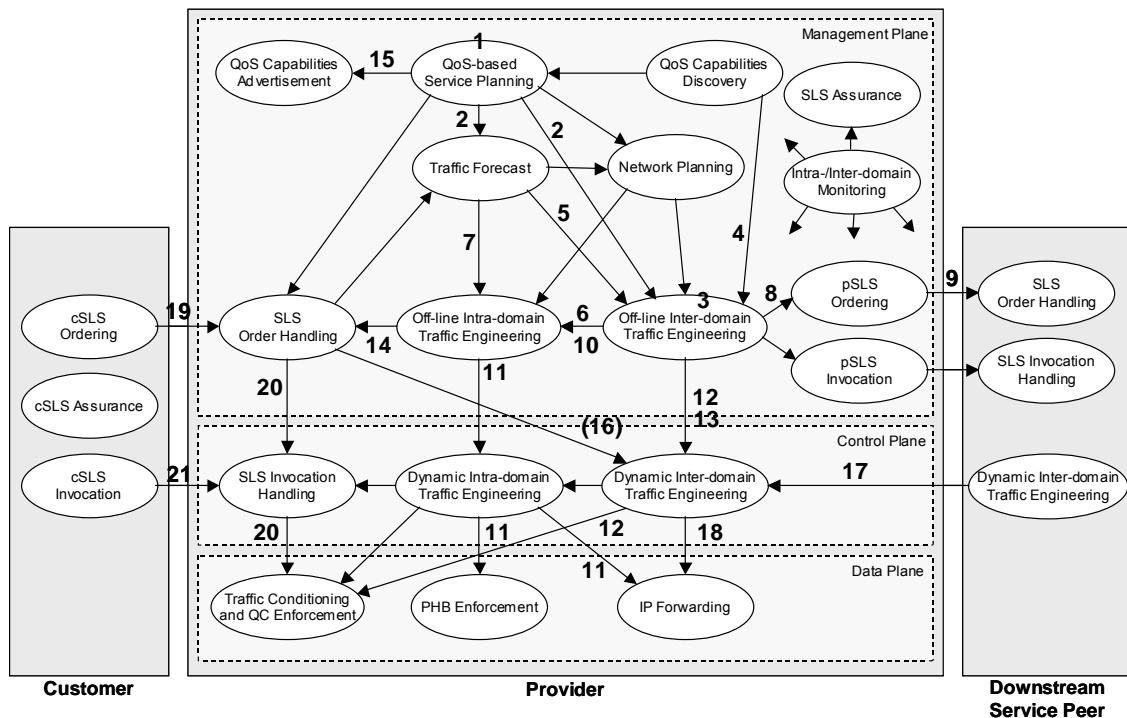 Management Plane
1
QoS Capabilities
Advertisement
15
QoS-based
Service Planning
QoS Capabilities
Discovery
SLS Assurance
2
2
Traffic Forecast
Network Planning
Intra-/Inter-domain
Monitoring
5
7
4
9
19
cSLS
Ordering
SLS
Order Handling
14
Off-line Intra-domain
Traffic Engineering
6
10
3
Off-line Inter-domain
Traffic Engineering
8
pSLS
Ordering
SLS
Order Handling
pSLS
Invocation
SLS Invocation
Handling
20
11
12
13
cSLS Assurance
(16)
Control Plane
cSLS
Invocation
21
SLS Invocation
Handling
Dynamic Intra-domain
Traffic Engineering
Dynamic Inter-domain
Traffic Engineering
17
Dynamic Inter-domain
Traffic Engineering
20
11
12
18
11
Data Plane
Traffic Conditioning
and QC Enforcement
PHB Enforcement
IP Forwarding
Customer
Provider
Downstream
Service Peer